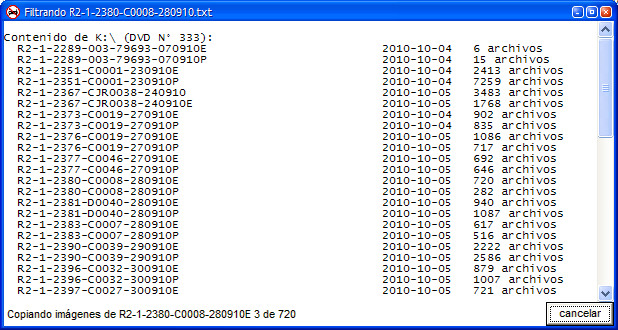 Filtrando R2-1-2380-C0008-280910.txt
Contenido de K:\ (DVD N° 333):
R2-1-2289-003-79693-070910E 2010-10-04 6 archivos
R2-1-2289-003-79693-070910P 2010-10-04 15 archivos
R2-1-2351-C0001-230910E 2010-10-04 2413 archivos
R2-1-2351-C0001-230910P 2010-10-04 7259 archivos
R2-1-2367-CJR0038-240910 2010-10-05 3483 archivos
R2-1-2367-CJR0038-240910E 2010-10-05 1768 archivos
R2-1-2373-C0019-270910E 2010-10-04 902 archivos
R2-1-2373-C0019-270910P 2010-10-04 835 archivos
R2-1-2376-C0019-270910E 2010-10-05 1086 archivos
R2-1-2376-C0019-270910P 2010-10-05 717 archivos
R2-1-2377-C0046-270910E 2010-10-05 692 archivos
R2-1-2377-C0046-270910P 2010-10-05 646 archivos
R2-1-2380-C0008-280910E 2010-10-05 720 archivos
R2-1-2380-C0008-280910P 2010-10-05 282 archivos
R2-1-2381-D0040-280910E 2010-10-05 940 archivos
R2-1-2381-D0040-280910P 2010-10-05 1087 archivos
R2-1-2383-C0007-280910E 2010-10-05 617 archivos
R2-1-2383-C0007-280910P 2010-10-05 516 archivos
R2-1-2390-C0039-290910E 2010-10-05 2222 archivos
R2-1-2390-C0039-290910P 2010-10-05 2586 archivos
R2-1-2396-C0032-300910E 2010-10-05 879 archivos
R2-1-2396-C0032-300910P 2010-10-05 1007 archivos
R2-1-2397-C0027-300910E 2010-10-05 721 archivos
Copiando imágenes de R2-1-2380-C0008-280910E 3 de 720
cancelar